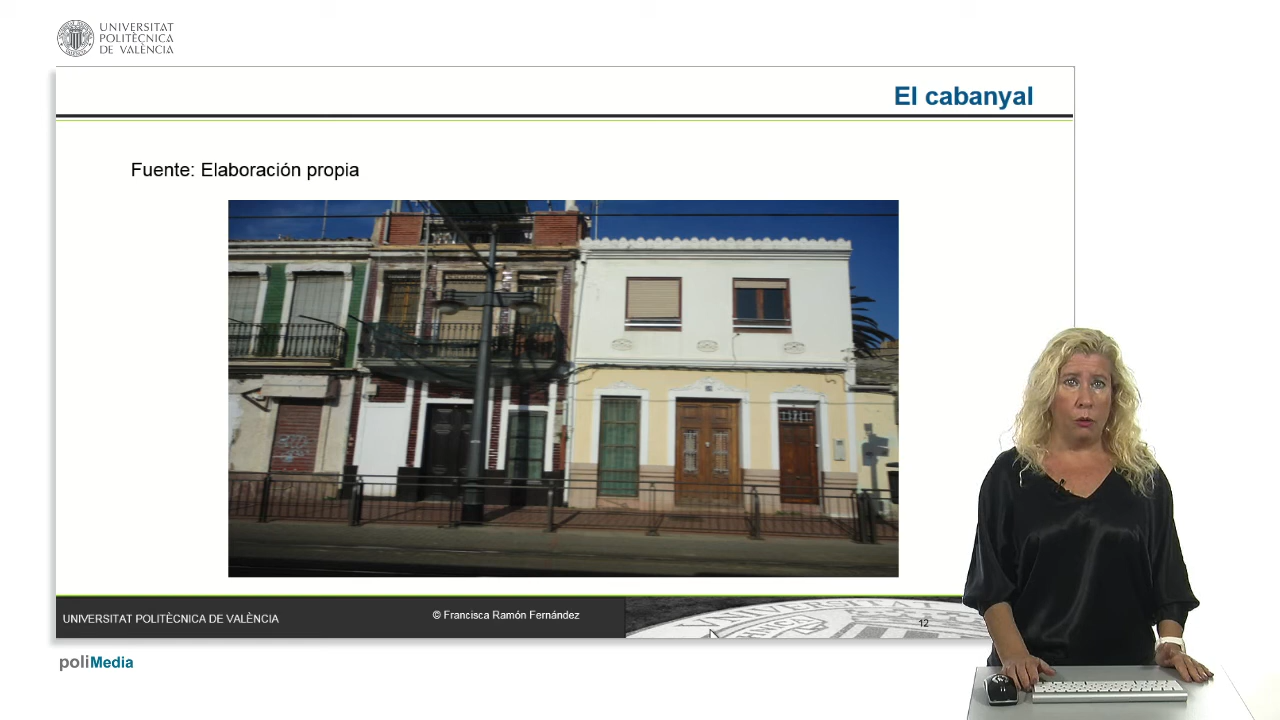 UNIVERSITAT
POLITÈCNICA
DE VALÈNCIA
El cabanyal
Fuente: Elaboración propia
UNIVERSITAT POLITÈCNICA DE VALÈNCIA
© Francisca Ramón Fernández
12
poliMedia